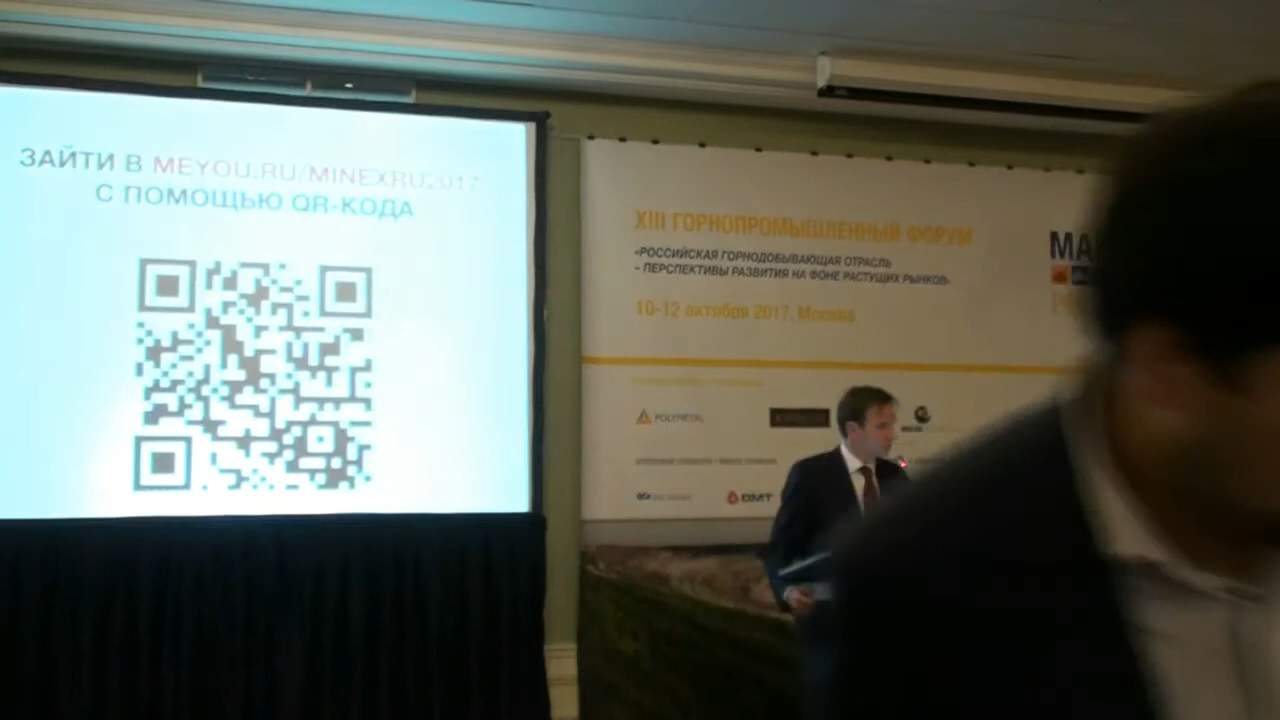 ЗАЙТИ В MEYOU.RU/MINEXRU2017
С ПОМОЩЬЮ QR-КОДА
XIII ГОРНОПРОМЫШЛЕННЫЙ ФОРУМ
«РОССИЙСКАЯ ГОРНОДОБЫВАЮЩАЯ ОТРАСЛЬ
– ПЕРСПЕКТИВЫ РАЗВИТИЯ НА ФОНЕ РАСТУЩИХ РЫНКОВ»
10-12 октября 2017, Москва
POLYMETAL
DMT